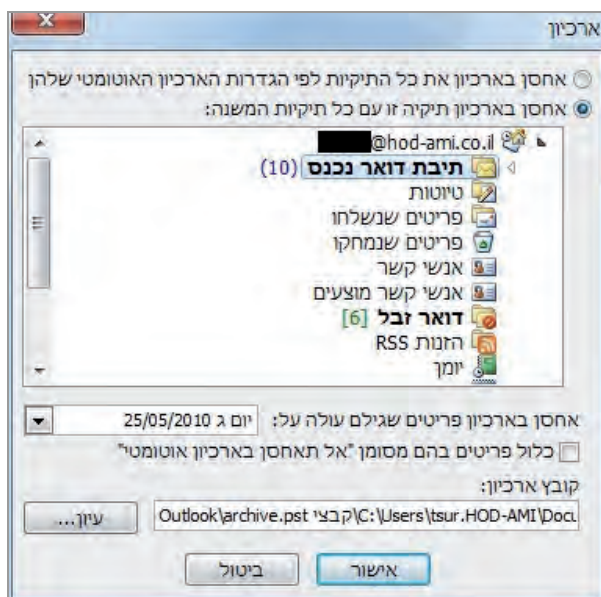 ארכיון
אחסן בארכיון את כל התיקיות לפי הגדרות הארכיון האוטומטי שלהן
אחסן בארכיון תיקיה זו עם כל תיקיות המשנה:
@hod-ami.co.il
תיבת דואר נכנס (10)
טיוטות
פריטים שנשלחו
פריטים שנמחקו
אנשי קשר
אנשי קשר מוצעים
דואר זבל [6]
הזנות RSS
יומן
אחסן בארכיון פריטים שגילם עולה על: יום ג 25/05/2010
כלול פריטים בהם מסומן "אל תאחסן בארכיון אוטומטי"
קובץ ארכיון:
C:\Users\tsur.HOD-AMI\Docu\קבצי Outlook\archive.pst עיון...
אישור ביטול